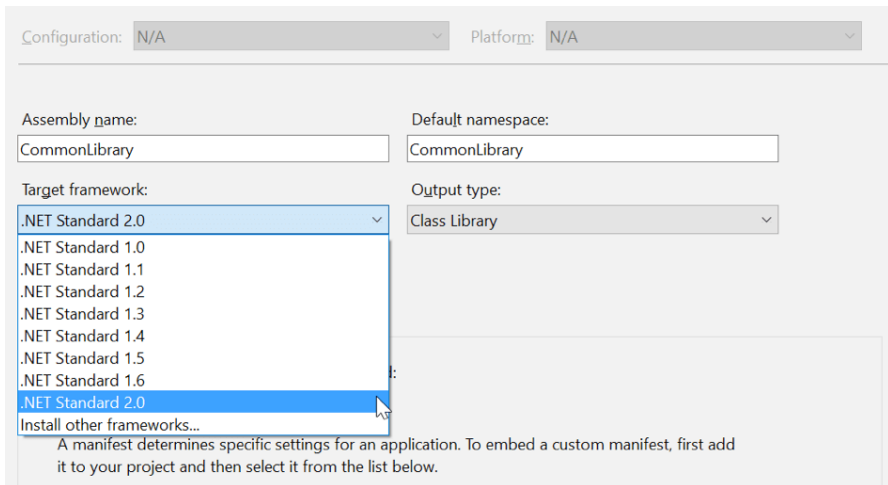 Configuration: N/A Platform: N/A
Assembly name: Default namespace:
CommonLibrary CommonLibrary
Target framework: Output type:
.NET Standard 2.0 Class Library
.NET Standard 1.0
.NET Standard 1.1
.NET Standard 1.2
.NET Standard 1.3
.NET Standard 1.4
.NET Standard 1.5
.NET Standard 1.6
.NET Standard 2.0
Install other frameworks...
A manifest determines specific settings for an application. To embed a custom manifest, first add
it to your project and then select it from the list below.